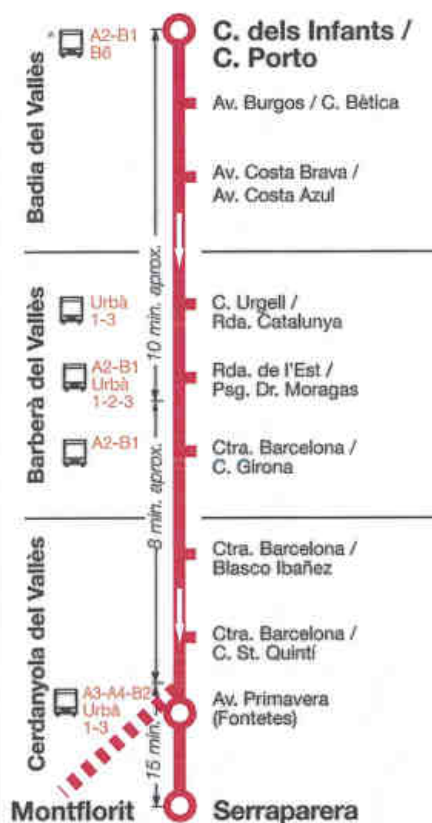 A2-B1
B6
C. dels Infants /
C. Porto
Av. Burgos / C. Bètica
Av. Costa Brava /
Av. Costa Azul
Badia del Vallès
10 min. aprox.
Urbà
1-3
C. Urgell /
Rda. Catalunya
A2-B1
Urbà
1-2-3
Rda. de l'Est /
Psg. Dr. Moragas
A2-B1
Ctra. Barcelona /
C. Girona
Barberà del Vallès
8 min. aprox.
Ctra. Barcelona /
Blasco Ibañez
Ctra. Barcelona /
C. St. Quintí
A3-A4-B2
Urbà
1-3
Av. Primavera
(Fontetes)
Cerdanyola del Vallès
15 min.
Montflorit
Serraparera